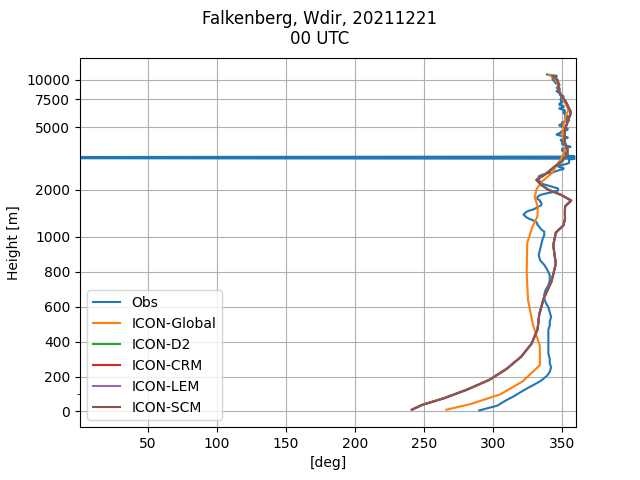 Falkenberg, Wdir, 20211221
00 UTC
10000
7500
5000
2000
1000
800
600
400
200
0
Height [m]
Obs
ICON-Global
ICON-D2
ICON-CRM
ICON-LEM
ICON-SCM
50 100 150 200 250 300 350
[deg]